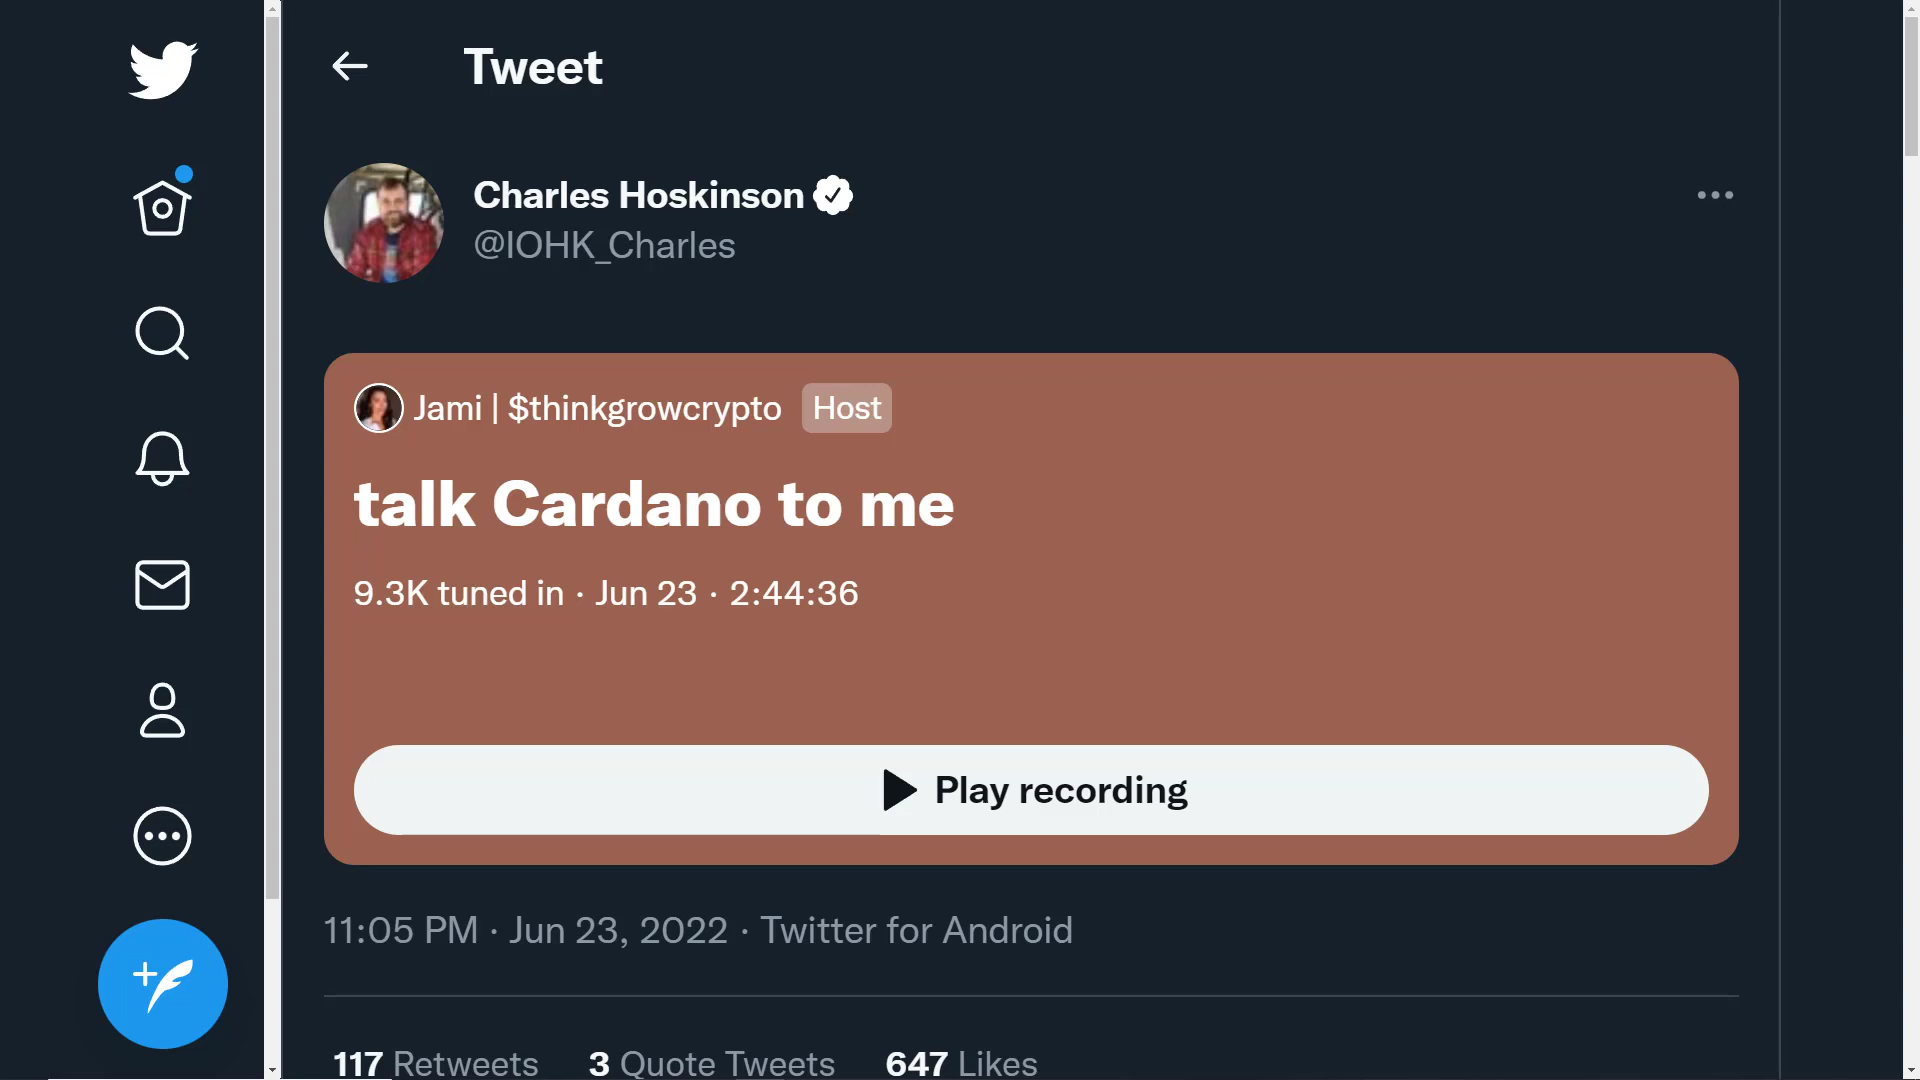 Tweet
Charles Hoskinson
@IOHK_Charles
Jami | $thinkgrowcrypto Host
talk Cardano to me
9.3K tuned in · Jun 23 · 2:44:36
Play recording
11:05 PM · Jun 23, 2022 · Twitter for Android
117 Retweets 3 Quote Tweets 647 Likes